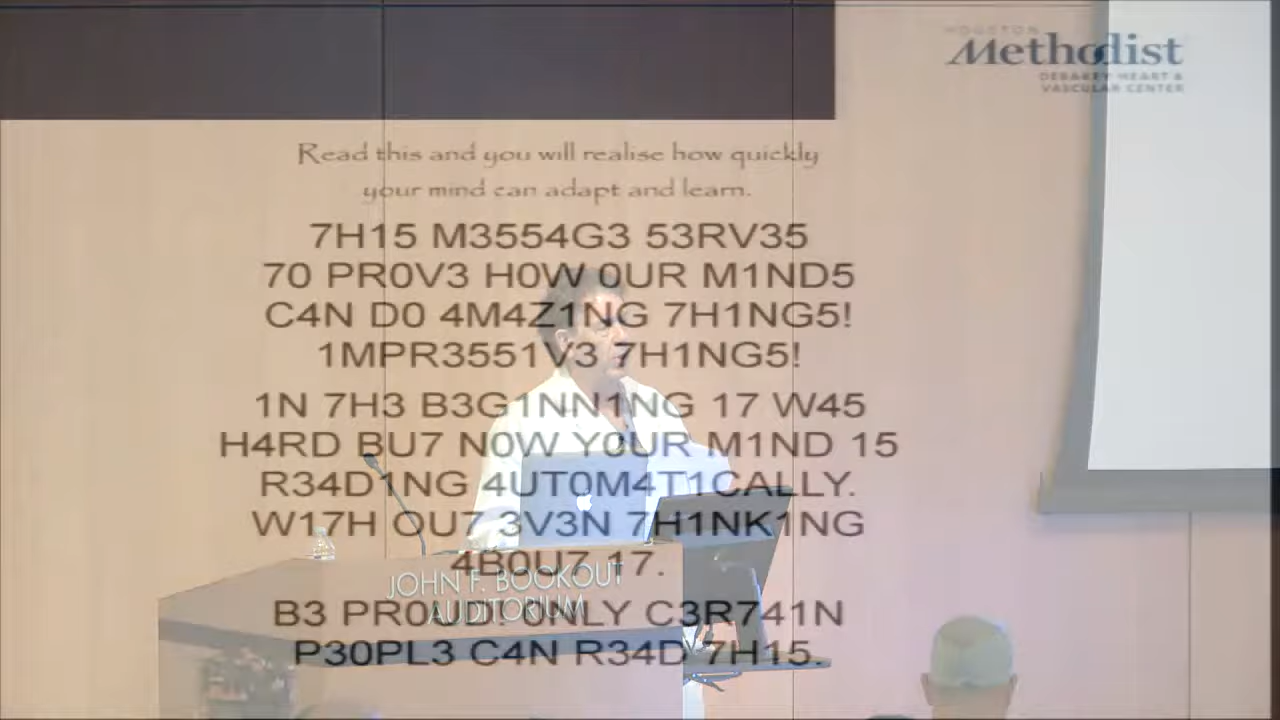 HOUSTON
Methodist
DEBAKEY HEART &
VASCULAR CENTER
Read this and you will realise how quickly
your mind can adapt and learn.
7H15 M3554G3 53RV35
70 PR0V3 H0W 0UR M1ND5
C4N D0 4M4Z1NG 7H1NG5!
1MPR3551V3 7H1NG5!
1N 7H3 B3G1NN1NG 17 W45
H4RD BU7 N0W Y0UR M1ND 15
R34D1NG 4UT0M4T1CALLY.
W17H OU7 3V3N 7H1NK1NG
4B0U7 17.
JOHN F. BOOKOUT
AUDITORIUM
B3 PR0UD! 0NLY C3R741N
P30PL3 C4N R34D 7H15.